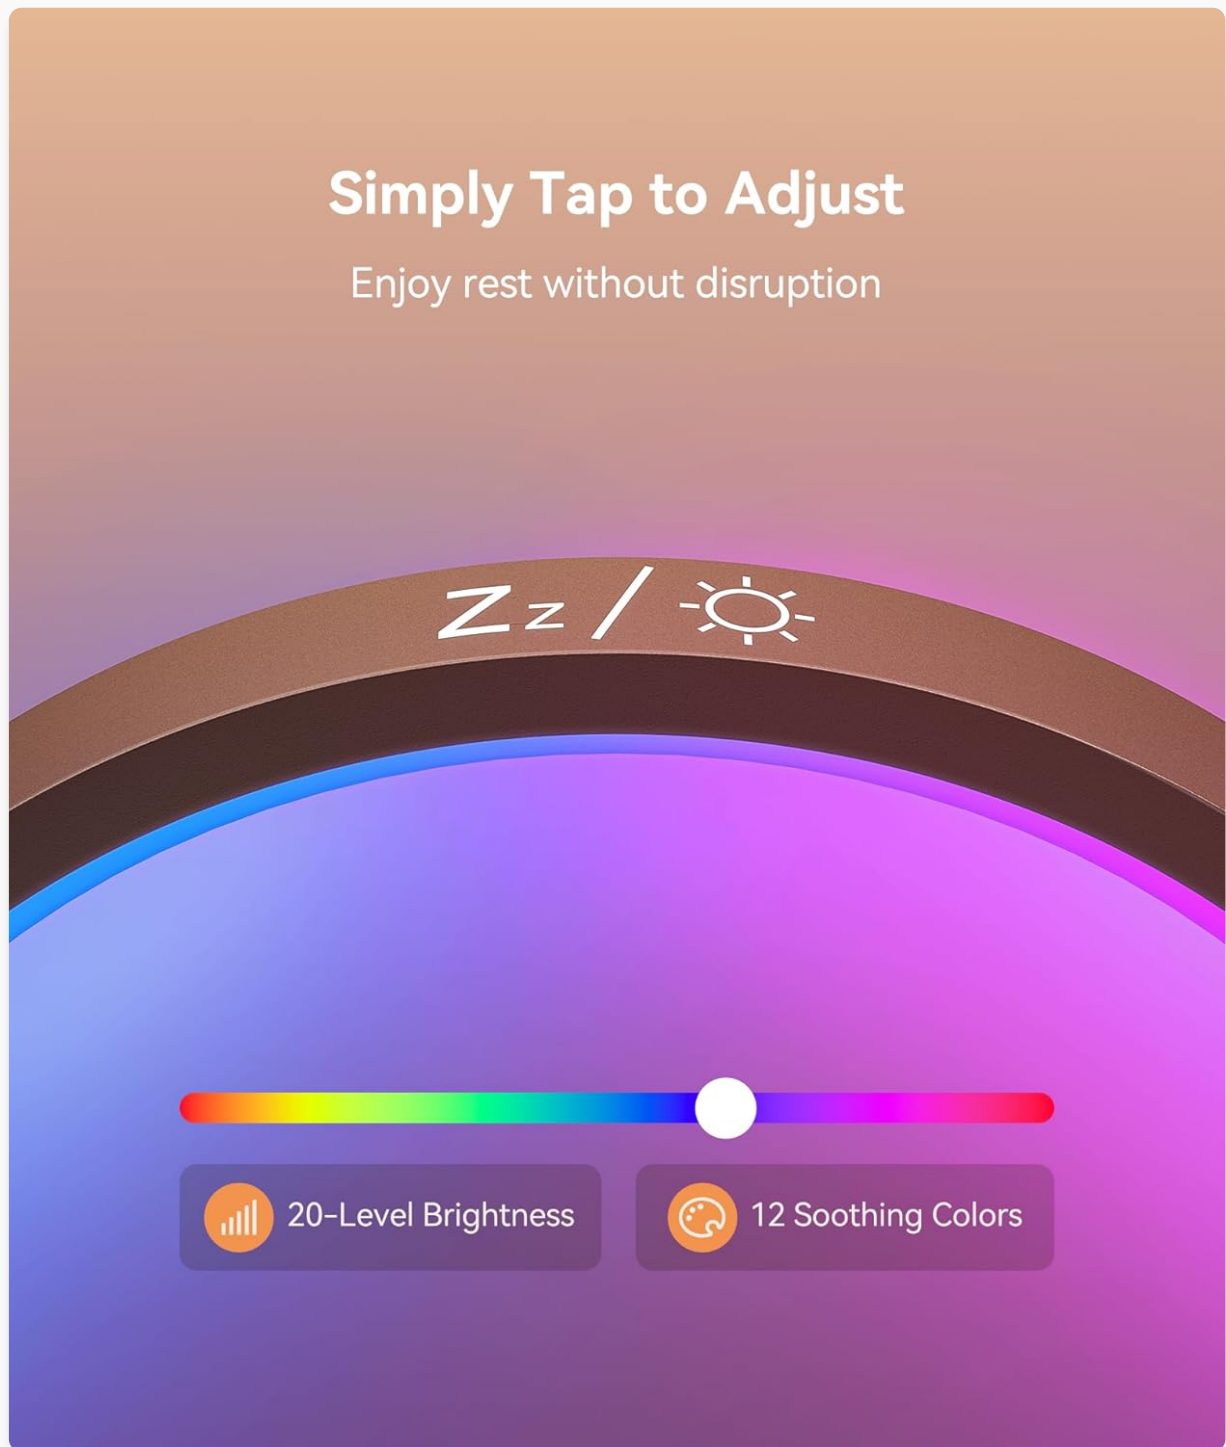 Simply Tap to Adjust
Enjoy rest without disruption
Zz/
20-Level Brightness
12 Soothing Colors